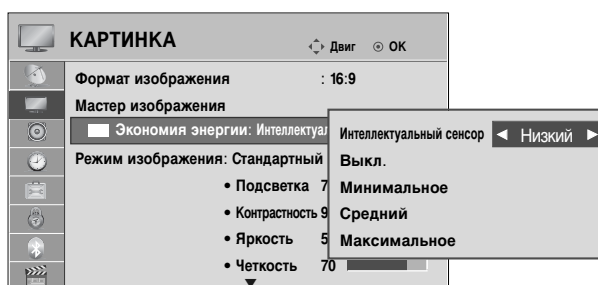 КАРТИНКА
Двиг ОК
Формат изображения : 16:9
Мастер изображения
Экономия энергии: Интеллектуал
Режим изображения: Стандартный
• Подсветка 7
• Контрастность 9
• Яркость 5
• Четкость 70
Интеллектуальный сенсор ◄ Низкий ►
Выкл.
Минимальное
Средний
Максимальное